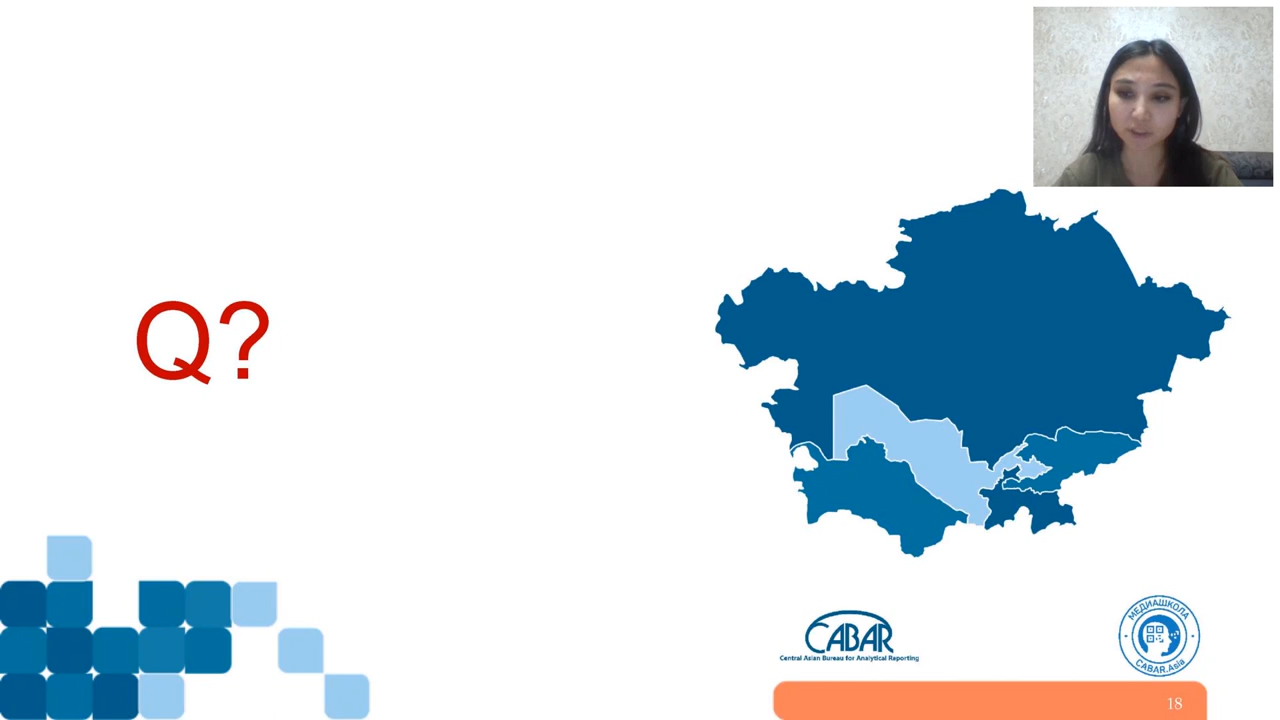 Q?
CABAR
Central Asian Bureau for Analytical Reporting
МЕДИАШКОЛА
CABAR.Asia
18